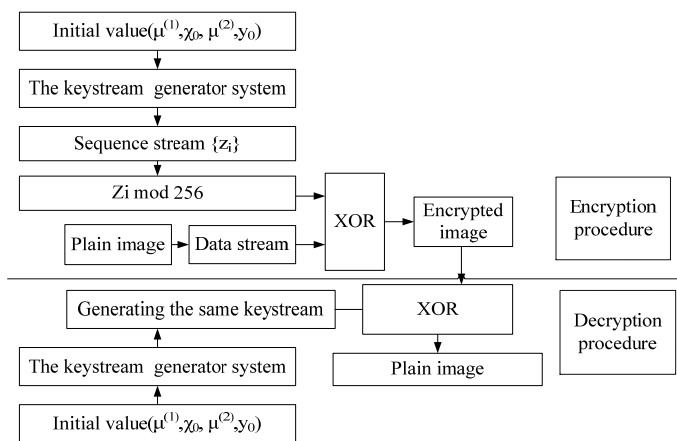 Initial value(μ⁽¹⁾,χ₀, μ⁽²⁾,y₀)
The keystream generator system
Sequence stream {zᵢ}
Zi mod 256
Plain image
Data stream
XOR
Encrypted
image
Encryption
procedure
Generating the same keystream
XOR
Decryption
procedure
The keystream generator system
Plain image
Initial value(μ⁽¹⁾,χ₀, μ⁽²⁾,y₀)